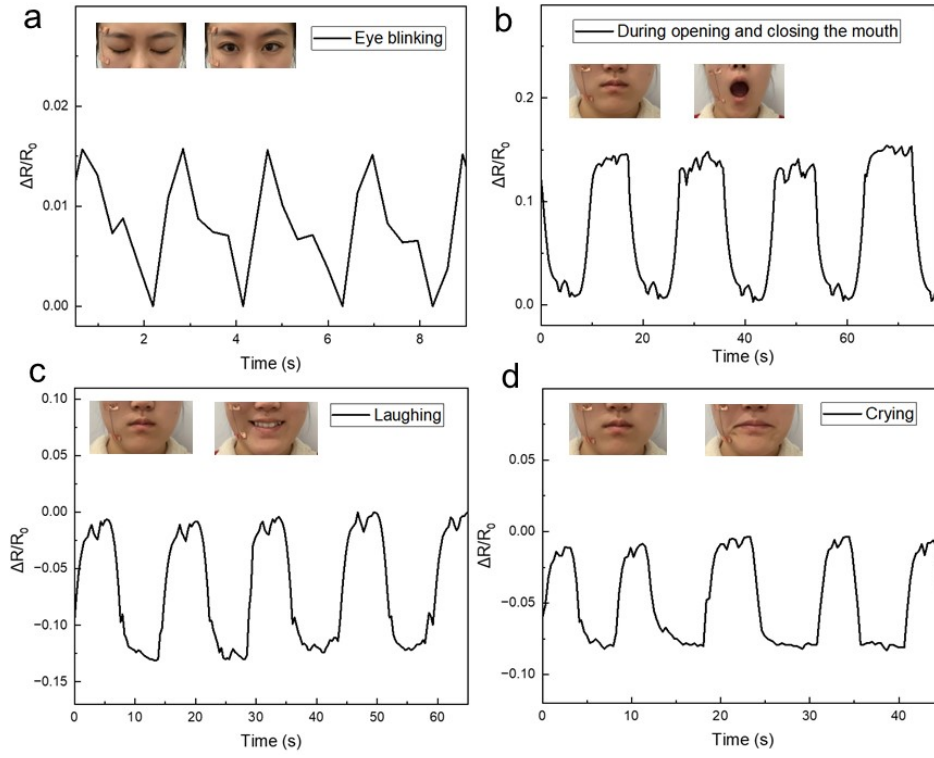 a
Eye blinking
0.02
0.01
0.00
ΔR/R₀
2
4
6
8
Time (s)
b
During opening and closing the mouth
0.2
0.1
0.0
ΔR/R₀
0
20
40
60
Time (s)
c
Laughing
0.10
0.05
0.00
−0.05
−0.10
−0.15
ΔR/R₀
0
10
20
30
40
50
60
Time (s)
d
Crying
0.05
0.00
−0.05
−0.10
ΔR/R₀
0
10
20
30
40
Time (s)